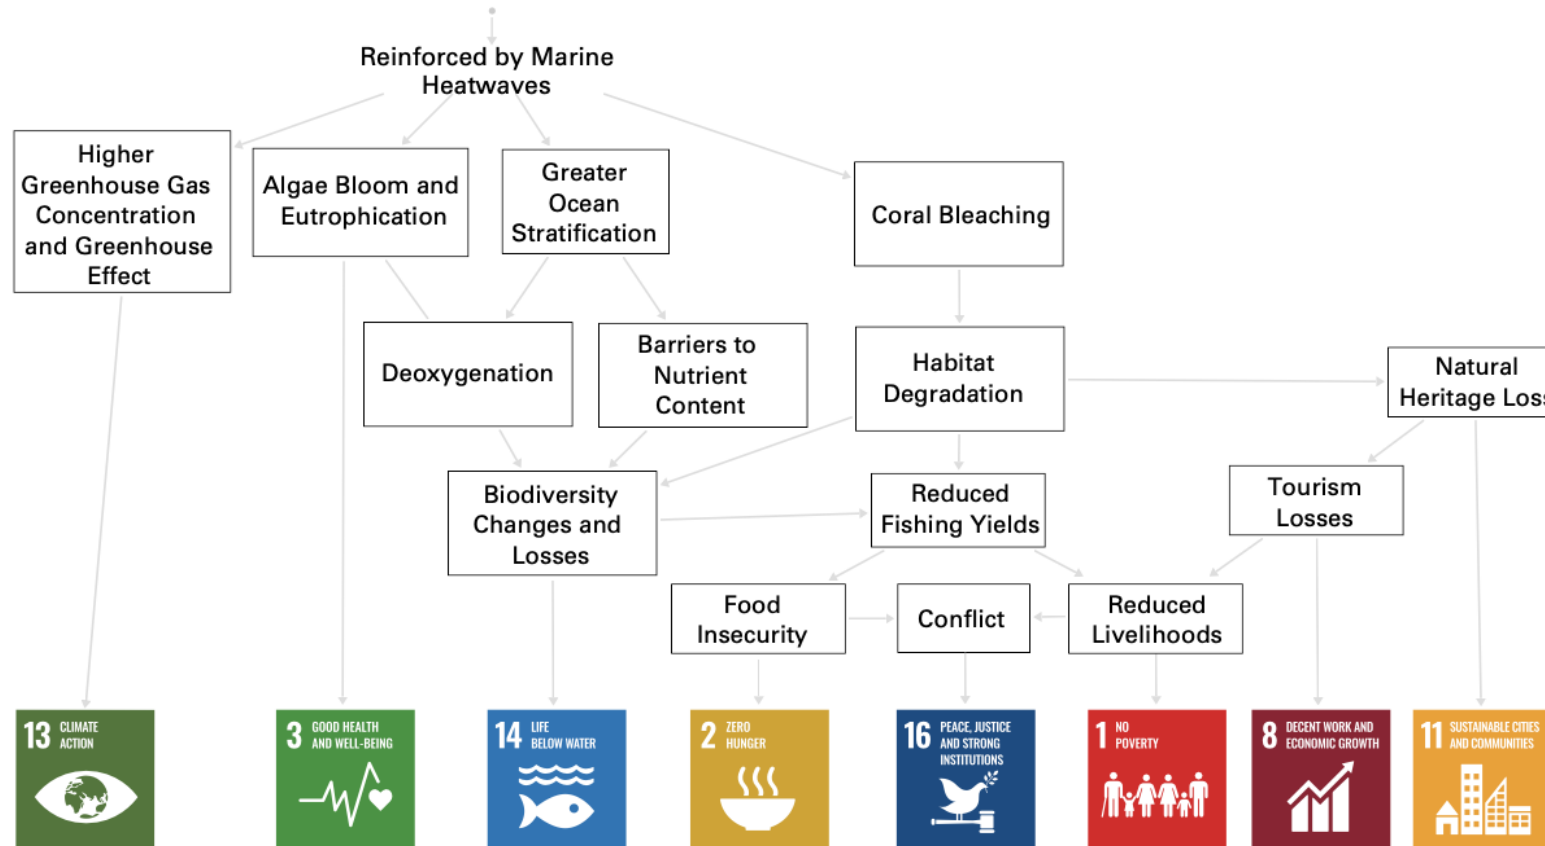 Reinforced by Marine
Heatwaves
Higher
Greenhouse Gas
Concentration
and Greenhouse
Effect
Algae Bloom and
Eutrophication
Greater
Ocean
Stratification
Coral Bleaching
Deoxygenation
Barriers to
Nutrient
Content
Habitat
Degradation
Natural
Heritage Loss
Biodiversity
Changes and
Losses
Reduced
Fishing Yields
Tourism
Losses
Food
Insecurity
Conflict
Reduced
Livelihoods
13 CLIMATE
ACTION
3 GOOD HEALTH
AND WELL-BEING
14 LIFE
BELOW WATER
2 ZERO
HUNGER
16 PEACE, JUSTICE
AND STRONG
INSTITUTIONS
1 NO
POVERTY
8 DECENT WORK AND
ECONOMIC GROWTH
11 SUSTAINABLE CITIES
AND COMMUNITIES